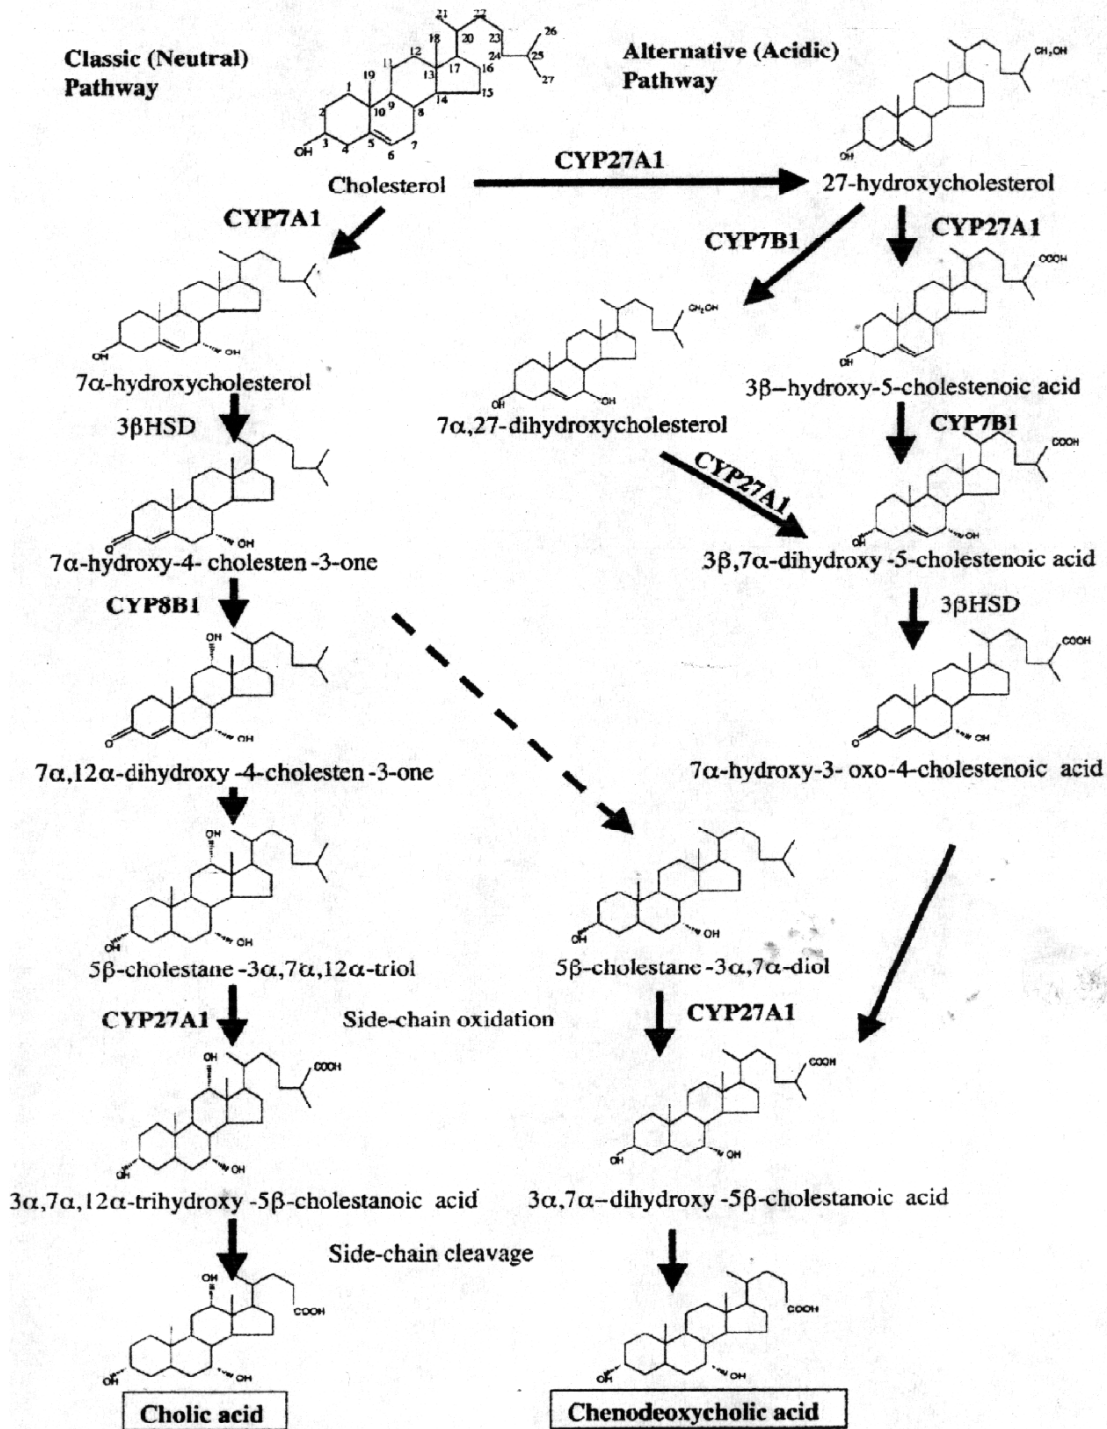 Classic (Neutral)
Pathway
Alternative (Acidic)
Pathway
21
22
18
20
23
26
12
24
25
11
17
16
19
13
27
1
14
15
2
9
10
8
3
5
7
OH
4
6
Cholesterol
CYP27A1
CH2OH
OH
27-hydroxycholesterol
CYP7A1
CYP7B1
CYP27A1
OH
OH
7α-hydroxycholesterol
CH2OH
OH
OH
7α,27-dihydroxycholesterol
COOH
OH
3β–hydroxy-5-cholestenoic acid
3βHSD
CYP7B1
CYP27A1
O
OH
7α-hydroxy-4- cholesten -3-one
COOH
OH
OH
3β,7α-dihydroxy -5-cholestenoic acid
CYP8B1
3βHSD
OH
O
OH
7α,12α-dihydroxy -4-cholesten -3-one
COOH
O
OH
7α-hydroxy-3- oxo-4-cholestenoic acid
OH
OH
OH
5β-cholestane -3α,7α,12α-triol
OH
OH
5β-cholestane -3α,7α-diol
CYP27A1
Side-chain oxidation
CYP27A1
OH
COOH
OH
OH
3α,7α,12α-trihydroxy -5β-cholestanoic acid
COOH
OH
OH
3α,7α–dihydroxy -5β-cholestanoic acid
Side-chain cleavage
OH
COOH
OH
OH
Cholic acid
COOH
OH
OH
Chenodeoxycholic acid